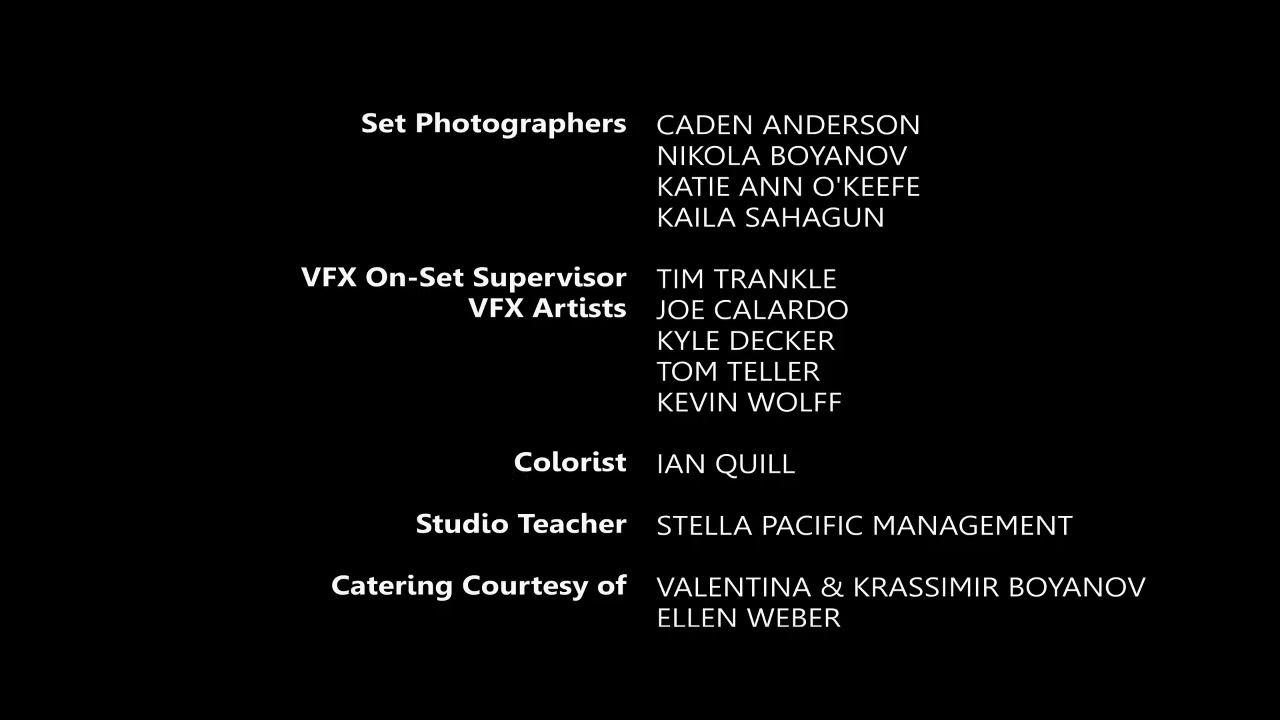 Set Photographers CADEN ANDERSON
NIKOLA BOYANOV
KATIE ANN O'KEEFE
KAILA SAHAGUN
VFX On-Set Supervisor TIM TRANKLE
VFX Artists JOE CALARDO
KYLE DECKER
TOM TELLER
KEVIN WOLFF
Colorist IAN QUILL
Studio Teacher STELLA PACIFIC MANAGEMENT
Catering Courtesy of VALENTINA & KRASSIMIR BOYANOV
ELLEN WEBER